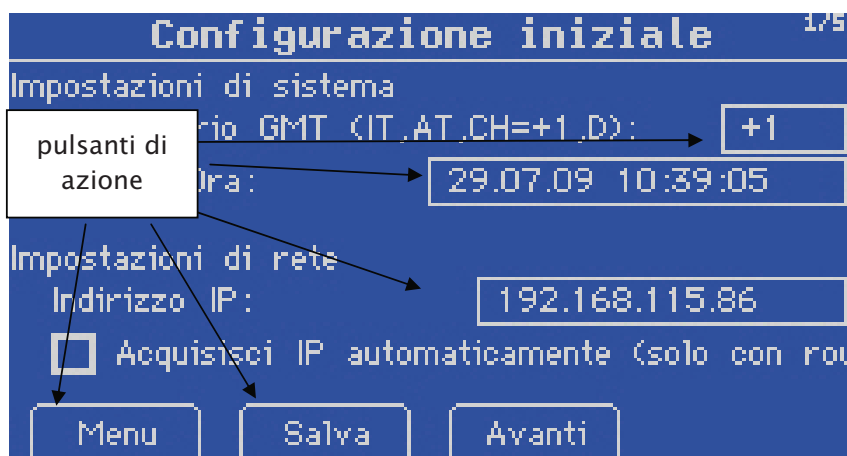 Configurazione iniziale 1/5
Impostazioni di sistema
rio GMT (IT,AT,CH=+1,D): +1
pulsanti di
azione
Ora: 29.07.09 10:39:05
Impostazioni di rete
Indirizzo IP: 192.168.115.86
Acquisisci IP automaticamente (solo con rou
Menu Salva Avanti